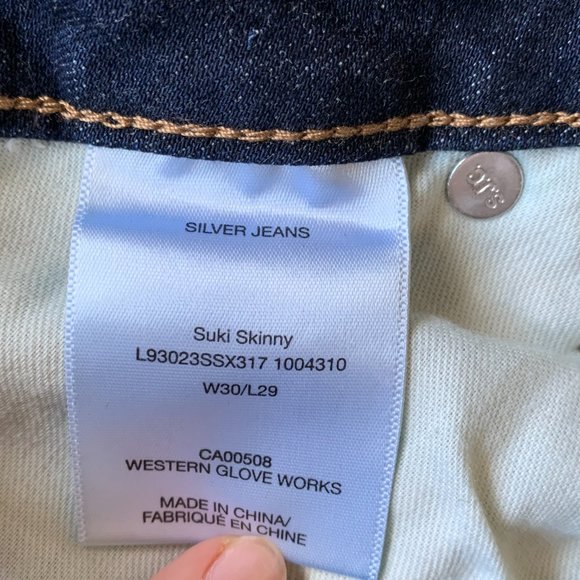 SILVER JEANS
Suki Skinny
L93023SSX317 1004310
W30/L29
CA00508
WESTERN GLOVE WORKS
MADE IN CHINA/
FABRIQUÉ EN CHINE